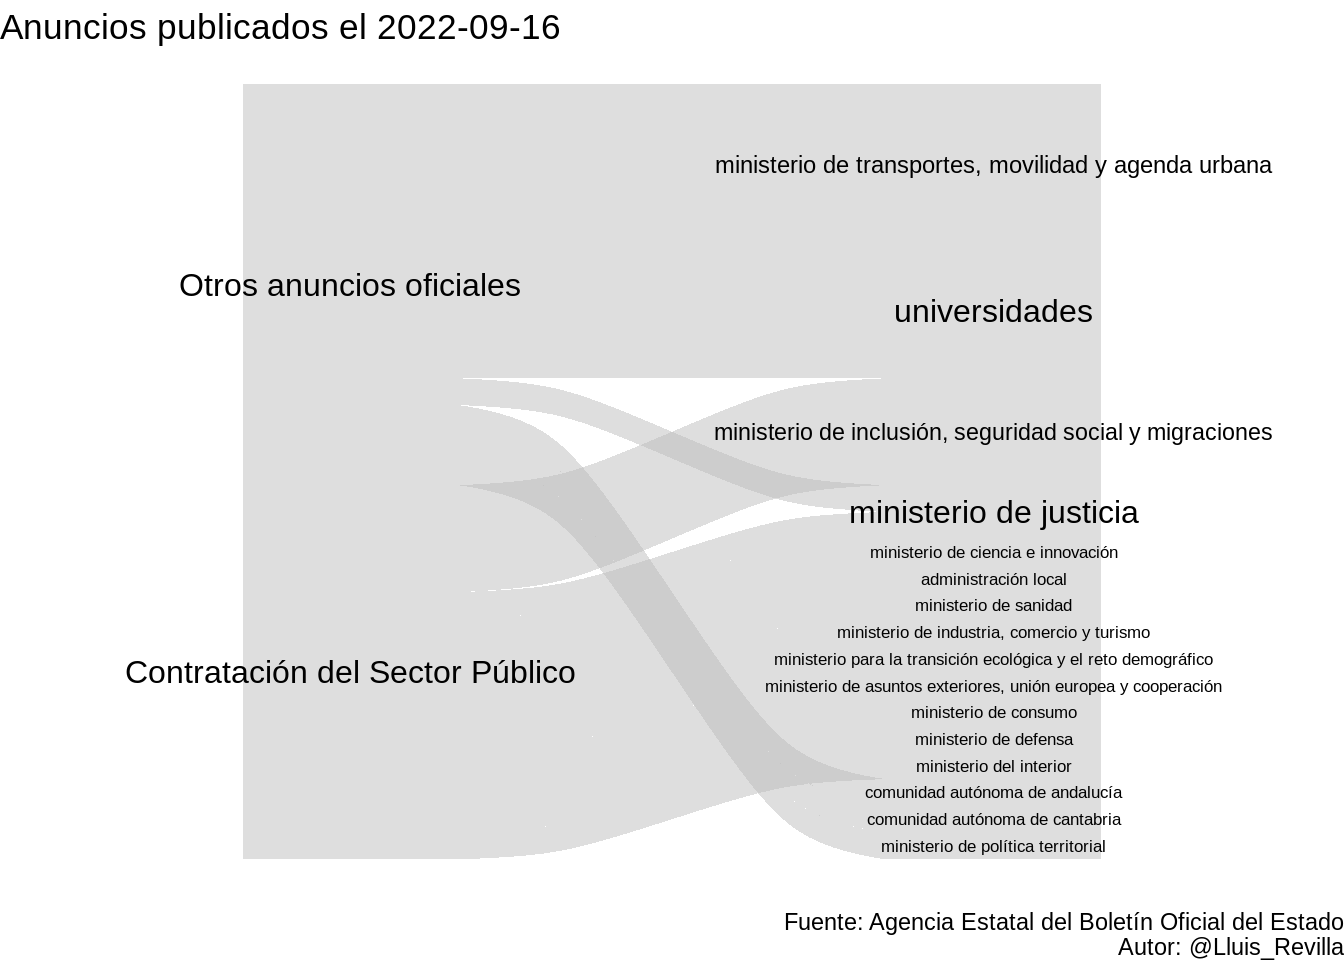 Anuncios publicados el 2022-09-16
ministerio de transportes, movilidad y agenda urbana
Otros anuncios oficiales
universidades
ministerio de inclusión, seguridad social y migraciones
ministerio de justicia
ministerio de ciencia e innovación
administración local
ministerio de sanidad
ministerio de industria, comercio y turismo
ministerio para la transición ecológica y el reto demográfico
Contratación del Sector Público
ministerio de asuntos exteriores, unión europea y cooperación
ministerio de consumo
ministerio de defensa
ministerio del interior
comunidad autónoma de andalucía
comunidad autónoma de cantabria
ministerio de política territorial
Fuente: Agencia Estatal del Boletín Oficial del Estado
Autor: @Lluis_Revilla